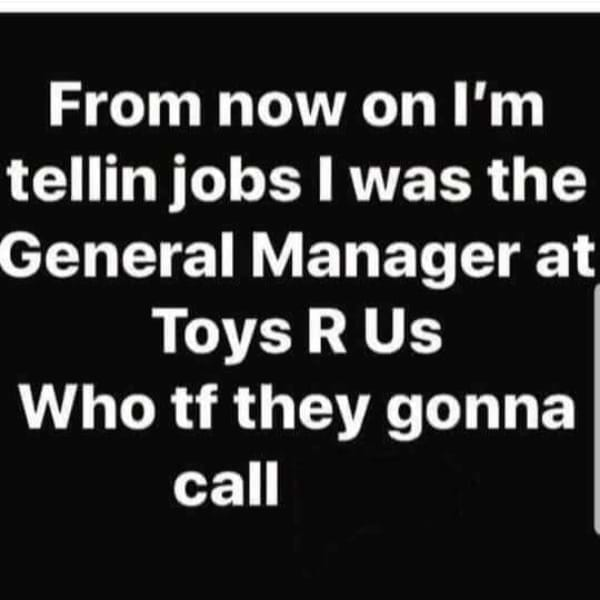 From now on I'm
tellin jobs I was the
General Manager at
Toys R Us
Who tf they gonna
call